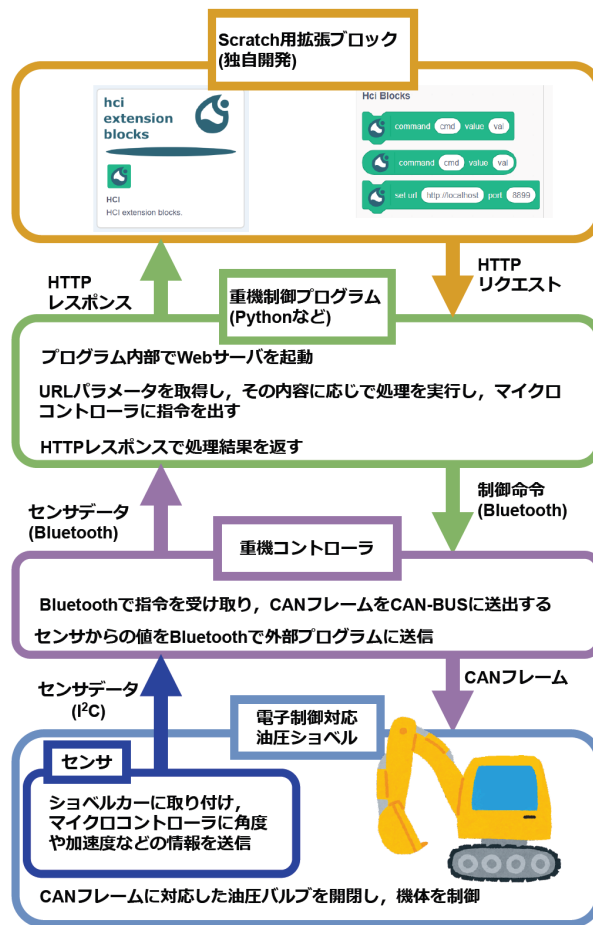 Scratch用拡張ブロック
(独自開発)
hci
extension
blocks
HCI
HCI extension blocks.
Hci Blocks
command cmd value val
command cmd value val
set url http://localhost port 8899
HTTP
レスポンス
HTTP
リクエスト
重機制御プログラム
(Pythonなど)
プログラム内部でWebサーバを起動
URLパラメータを取得し，その内容に応じで処理を実行し，マイクロ
コントローラに指令を出す
HTTPレスポンスで処理結果を返す
センサデータ
(Bluetooth)
制御命令
(Bluetooth)
重機コントローラ
Bluetoothで指令を受け取り，CANフレームをCAN-BUSに送出する
センサからの値をBluetoothで外部プログラムに送信
センサデータ
(I²C)
CANフレーム
電子制御対応
油圧ショベル
センサ
ショベルカーに取り付け，
マイクロコントローラに角度
や加速度などの情報を送信
CANフレームに対応した油圧バルブを開閉し，機体を制御